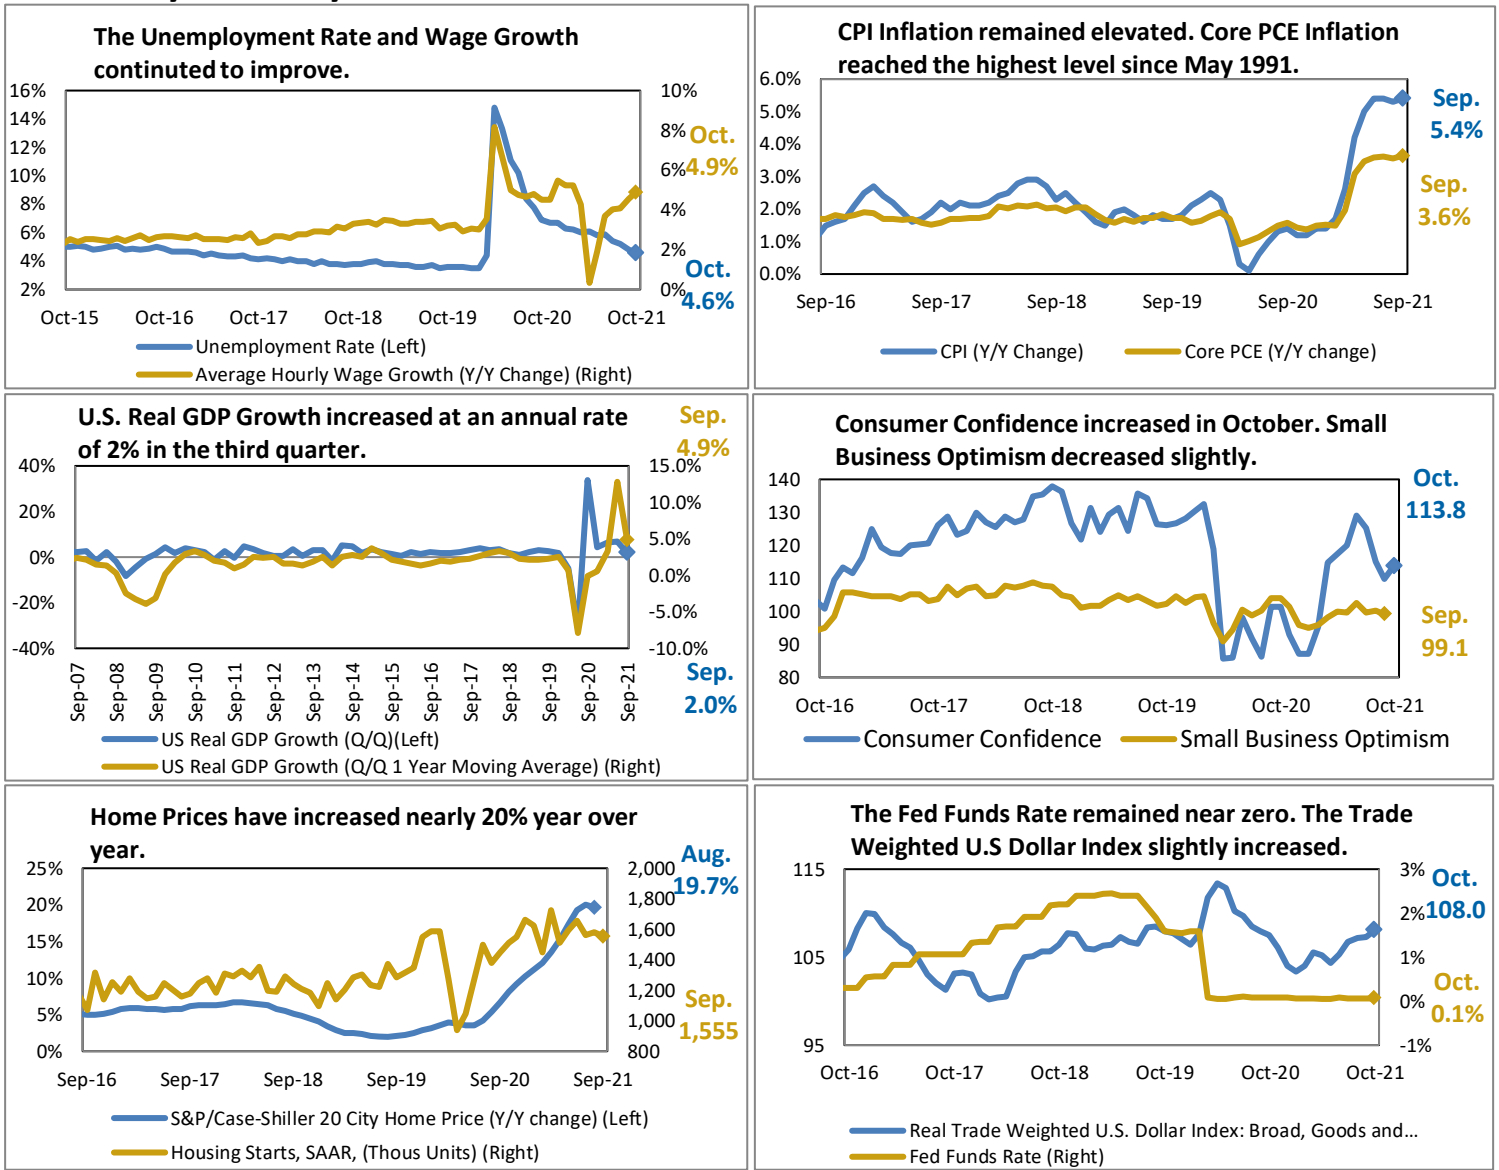 The Unemployment Rate and Wage Growth
continuted to improve.
16%
14%
12%
10%
8%
6%
4%
2%
10%
8%
6%
4%
2%
0%
Oct.
4.9%
Oct.
4.6%
Oct-15
Oct-16
Oct-17
Oct-18
Oct-19
Oct-20
Oct-21
Unemployment Rate (Left)
Average Hourly Wage Growth (Y/Y Change) (Right)
CPI Inflation remained elevated. Core PCE Inflation
reached the highest level since May 1991.
6.0%
5.0%
4.0%
3.0%
2.0%
1.0%
0.0%
Sep.
5.4%
Sep.
3.6%
Sep-16
Sep-17
Sep-18
Sep-19
Sep-20
Sep-21
CPI (Y/Y Change)
Core PCE (Y/Y change)
U.S. Real GDP Growth increased at an annual rate
of 2% in the third quarter.
Sep.
4.9%
40%
20%
0%
-20%
-40%
15.0%
10.0%
5.0%
0.0%
-5.0%
-10.0%
Sep.
2.0%
Sep-07
Sep-08
Sep-09
Sep-10
Sep-11
Sep-12
Sep-13
Sep-14
Sep-15
Sep-16
Sep-17
Sep-18
Sep-19
Sep-20
Sep-21
US Real GDP Growth (Q/Q)(Left)
US Real GDP Growth (Q/Q 1 Year Moving Average) (Right)
Consumer Confidence increased in October. Small
Business Optimism decreased slightly.
140
130
120
110
100
90
80
Oct.
113.8
Sep.
99.1
Oct-16
Oct-17
Oct-18
Oct-19
Oct-20
Oct-21
Consumer Confidence
Small Business Optimism
Home Prices have increased nearly 20% year over
year.
25%
20%
15%
10%
5%
0%
2,000
1,800
1,600
1,400
1,200
1,000
800
Aug.
19.7%
Sep.
1,555
Sep-16
Sep-17
Sep-18
Sep-19
Sep-20
Sep-21
S&P/Case-Shiller 20 City Home Price (Y/Y change) (Left)
Housing Starts, SAAR, (Thous Units) (Right)
The Fed Funds Rate remained near zero. The Trade
Weighted U.S Dollar Index slightly increased.
115
105
95
3%
2%
1%
0%
-1%
Oct.
108.0
Oct.
0.1%
Oct-16
Oct-17
Oct-18
Oct-19
Oct-20
Oct-21
Real Trade Weighted U.S. Dollar Index: Broad, Goods and...
Fed Funds Rate (Right)